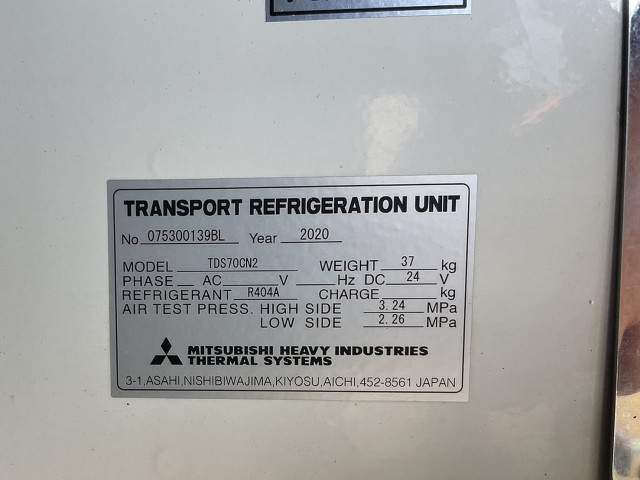 TRANSPORT REFRIGERATION UNIT
No 075300139BL Year 2020
MODEL TDS70CN2 WEIGHT 37 kg
PHASE AC V Hz DC 24 V
REFRIGERANT R404A CHARGE kg
AIR TEST PRESS. HIGH SIDE 3.24 MPa
LOW SIDE 2.26 MPa
MITSUBISHI HEAVY INDUSTRIES
THERMAL SYSTEMS
3-1,ASAHI,NISHIBIWAJIMA,KIYOSU,AICHI,452-8561 JAPAN